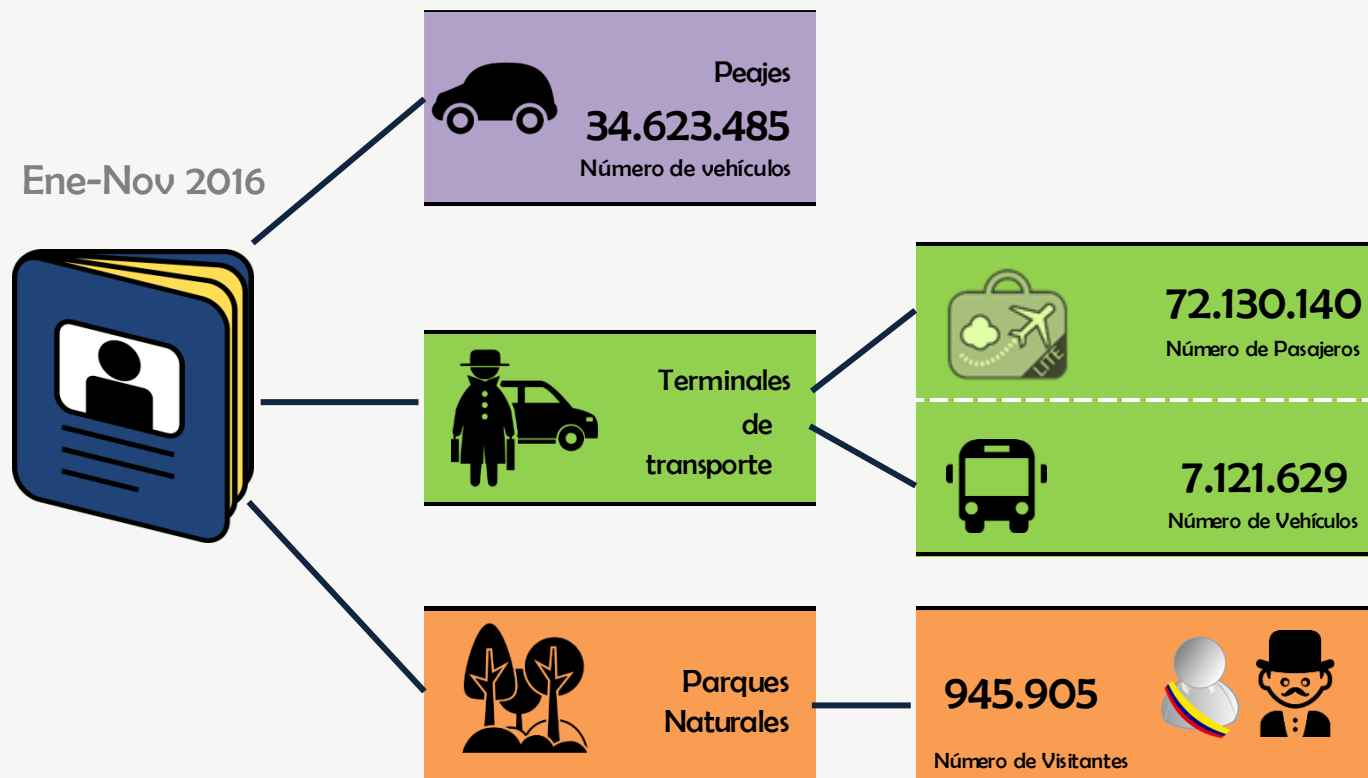 Ene-Nov 2016
Peajes
34.623.485
Número de vehículos
Terminales
de
transporte
72.130.140
Número de Pasajeros
LITE
7.121.629
Número de Vehículos
Parques
Naturales
945.905
Número de Visitantes